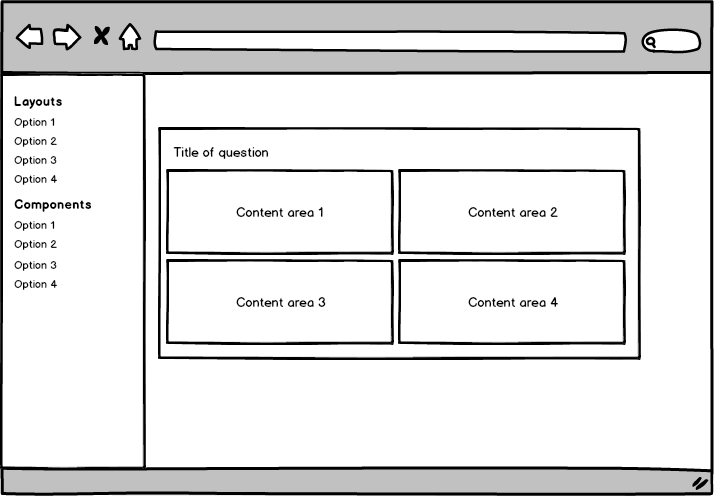 Layouts
Option 1
Option 2
Option 3
Option 4
Components
Option 1
Option 2
Option 3
Option 4
Title of question
Content area 1
Content area 2
Content area 3
Content area 4